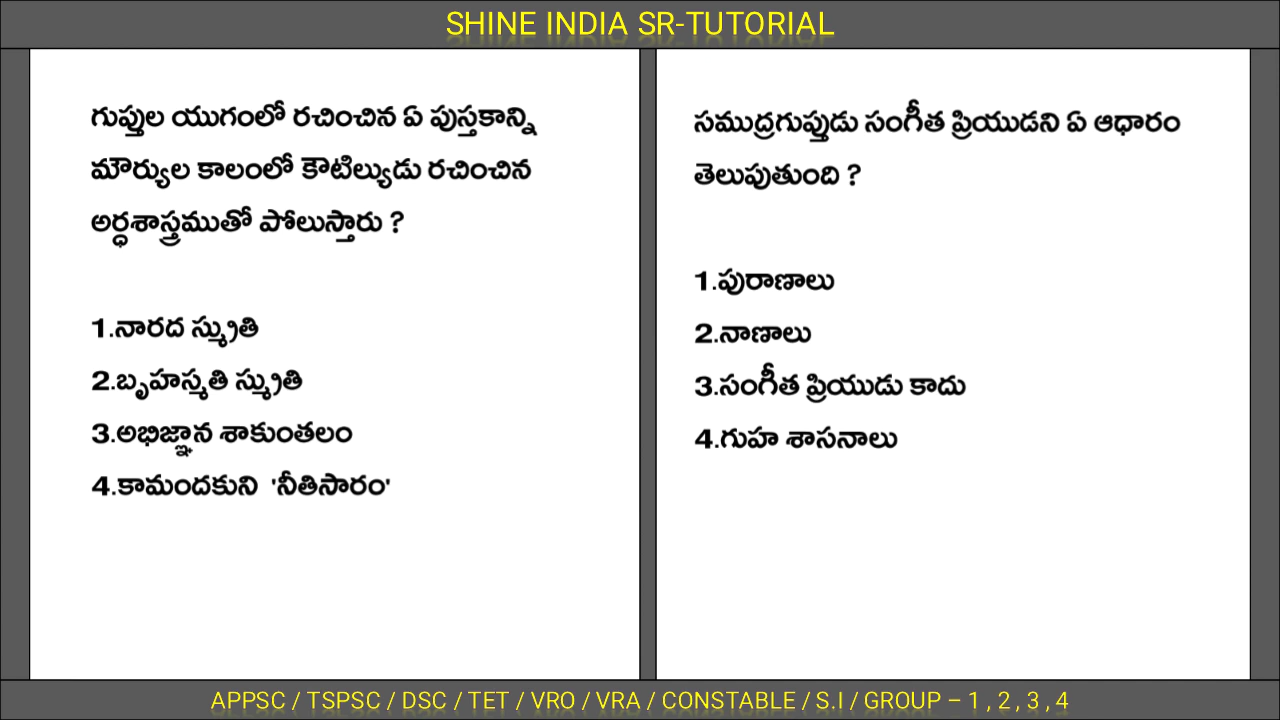 SHINE INDIA SR-TUTORIAL
గుప్తుల యుగంలో రచించిన ఏ పుస్తకాన్ని
మౌర్యుల కాలంలో కౌటిల్యుడు రచించిన
అర్ధశాస్త్రముతో పోలుస్తారు ?
1.నారద స్మ్రుతి
2.బృహస్మతి స్మ్రుతి
3.అభిజ్ఞాన శాకుంతలం
4.కామందకుని 'నీతిసారం'
సముద్రగుప్తుడు సంగీత ప్రియుడని ఏ ఆధారం
తెలుపుతుంది ?
1.పురాణాలు
2.నాణాలు
3.సంగీత ప్రియుడు కాదు
4.గుహ శాసనాలు
APPSC / TSPSC / DSC / TET / VRO / VRA / CONSTABLE / S.I / GROUP – 1 , 2 , 3 , 4